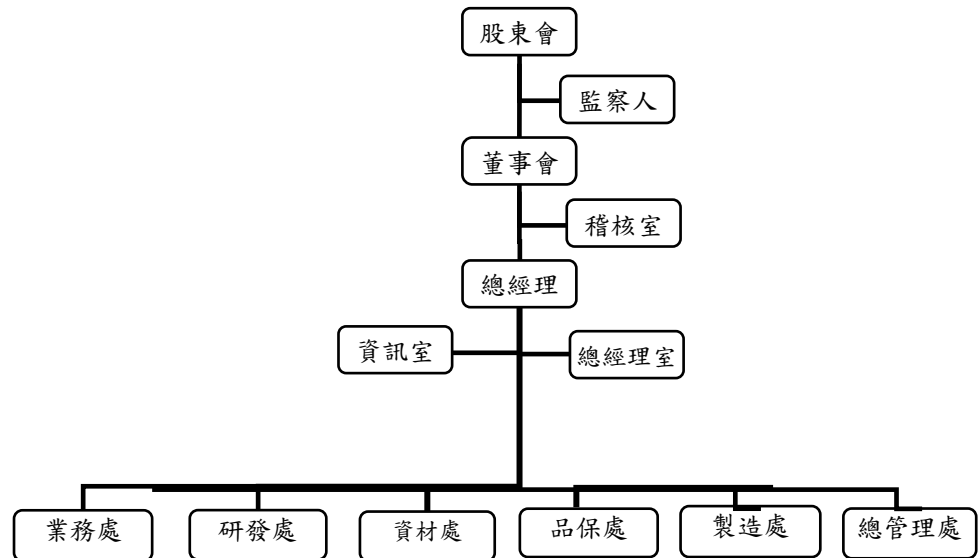 股東會
監察人
董事會
稽核室
總經理
資訊室
總經理室
業務處
研發處
資材處
品保處
製造處
總管理處